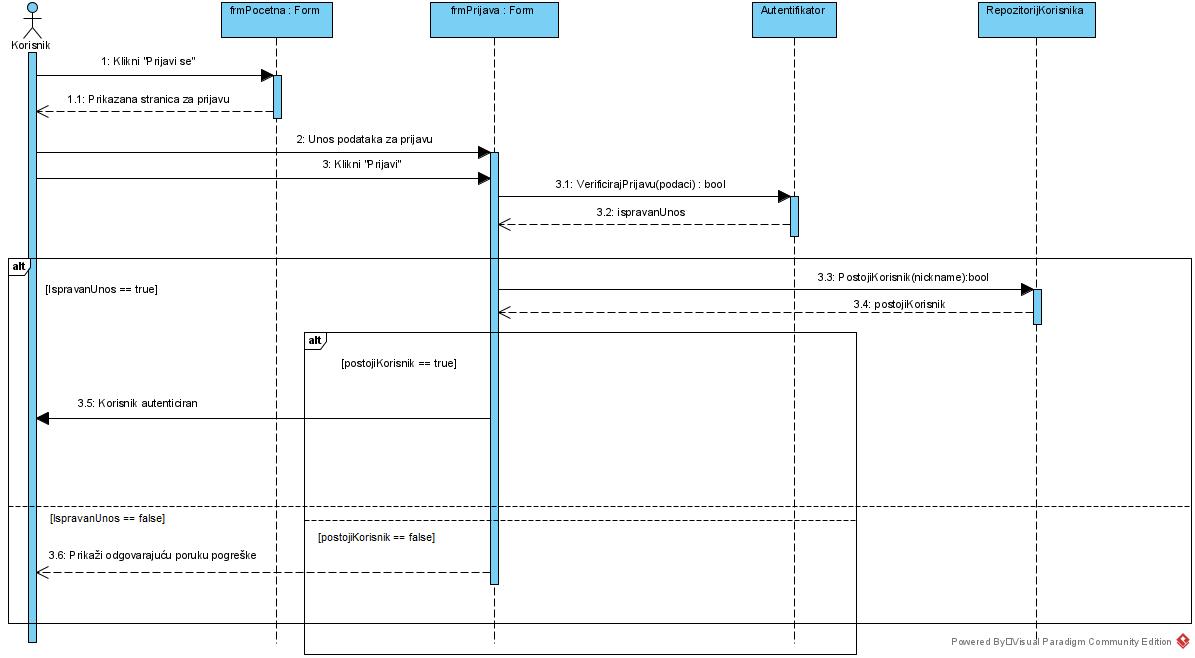 frmPocetna : Form
frmPrijava : Form
Autentifikator
RepozitorijKorisnika
Korisnik
1: Klikni "Prijavi se"
1.1: Prikazana stranica za prijavu
2: Unos podataka za prijavu
3: Klikni "Prijavi"
3.1: VerificirajPrijavu(podaci) : bool
3.2: ispravanUnos
alt
[IspravanUnos == true]
3.3: PostojiKorisnik(nickname):bool
3.4: postojiKorisnik
alt
[postojiKorisnik == true]
3.5: Korisnik autenticiran
[IspravanUnos == false]
[postojiKorisnik == false]
3.6: Prikaži odgovarajuću poruku pogreške
Powered By□Visual Paradigm Community Edition